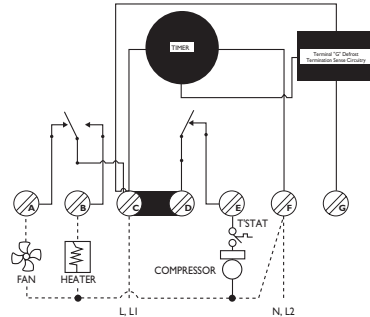 TIMER
Terminal "G" Defrost
Termination Sense Circuitry
A
B
C
D
E
F
G
T'STAT
FAN
HEATER
COMPRESSOR
L, L1
N, L2